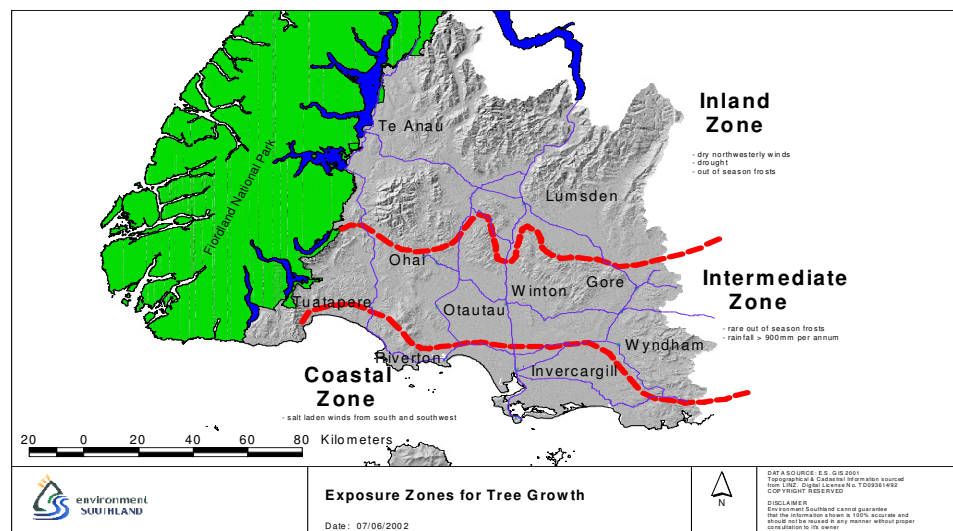 Inland
Zone
- dry northwesterly winds
- drought
- out of season frosts
Te Anau
Fiordland National Park
Lumsden
Ohai
Gore
Intermediate
Zone
- rare out of season frosts
- rainfall > 900mm per annum
Winton
Tuatapere
Otautau
Wyndham
Riverton
Invercargill
Coastal
Zone
- salt laden winds from south and southwest
20 0 20 40 60 80 Kilometers
environment
SOUTHLAND
Exposure Zones for Tree Growth
Date: 07/06/2002
N
DATA SOURCE: E.S. GIS 2001
Topographical & Cadastral Information sourced
from LINZ. Digital License No. TD09361492
COPYRIGHT RESERVED
DISCLAIMER
Environment Southland cannot guarantee
that the information shown is 100% accurate and
should not be reused in any manner without proper
consultation to it's owner